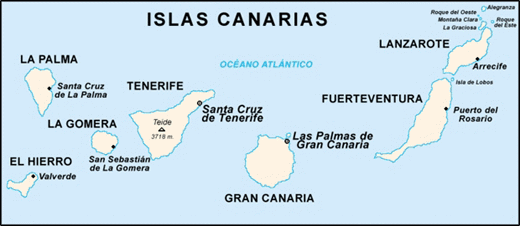 ISLAS CANARIAS
Alegranza
Roque del Oeste
Montaña Clara
Roque
del Este
La Graciosa
LANZAROTE
Arrecife
OCÉANO ATLÁNTICO
LA PALMA
Santa Cruz
de La Palma
TENERIFE
Isla de Lobos
FUERTEVENTURA
Puerto del
Rosario
Santa Cruz
de Tenerife
Teide
3718 m.
LA GOMERA
San Sebastián
de La Gomera
Las Palmas de
Gran Canaria
EL HIERRO
Valverde
GRAN CANARIA